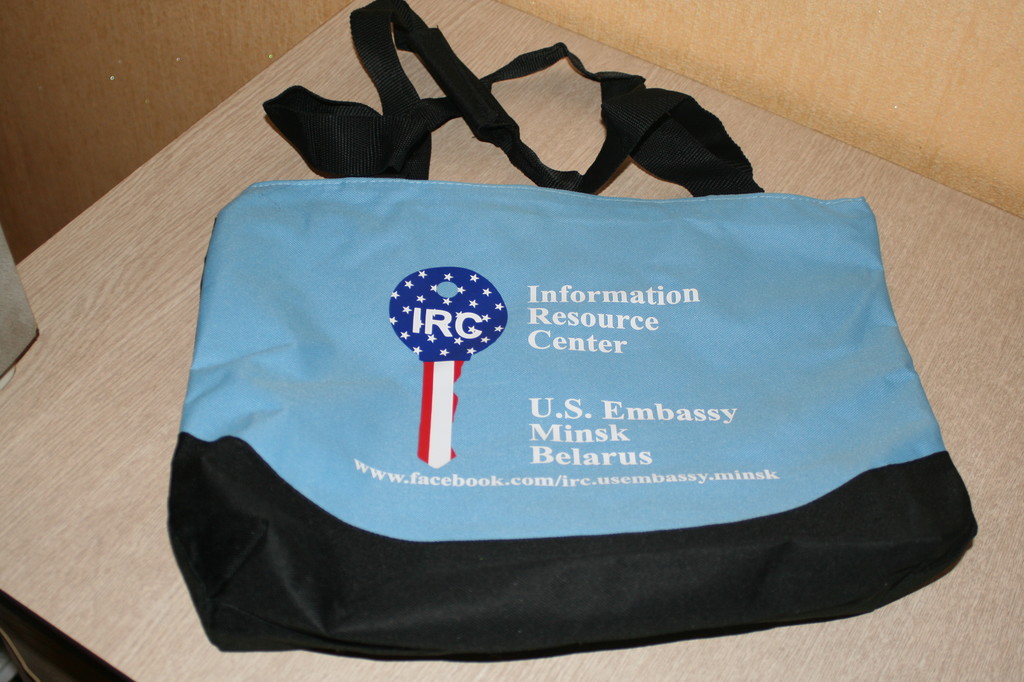 IRC
Information
Resource
Center
U.S. Embassy
Minsk
Belarus
www.facebook.com/irc.usembassy.minsk